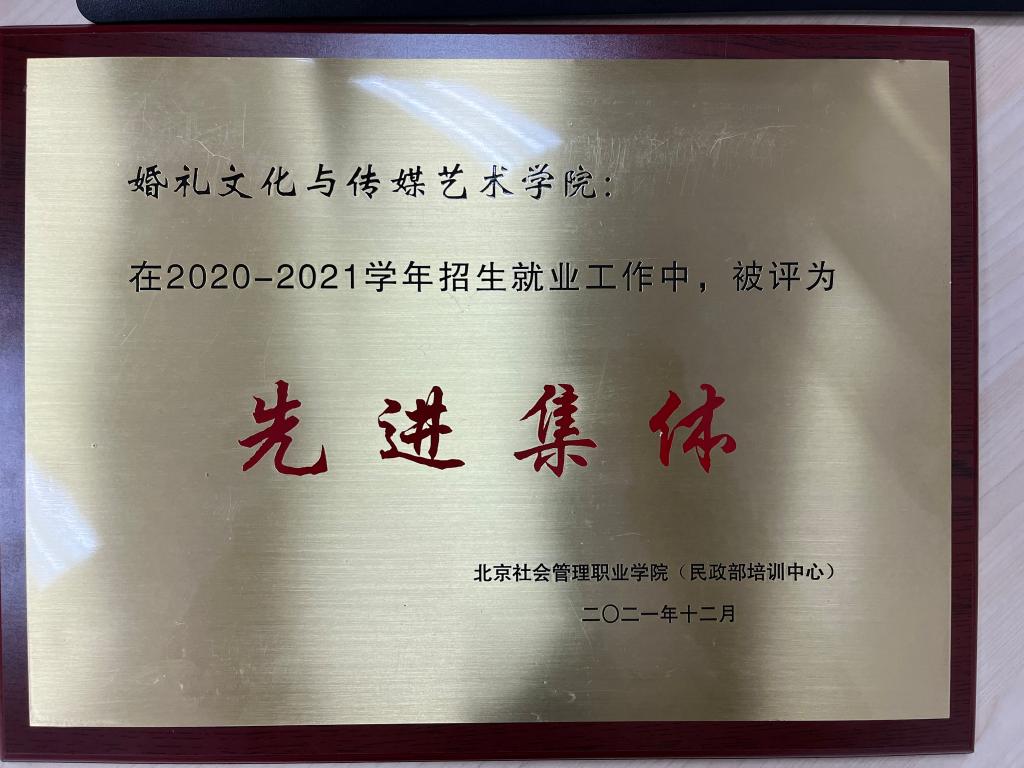 婚礼文化与传媒艺术学院：
在2020-2021学年招生就业工作中，被评为
先进集体
北京社会管理职业学院（民政部培训中心）
二〇二一年十二月